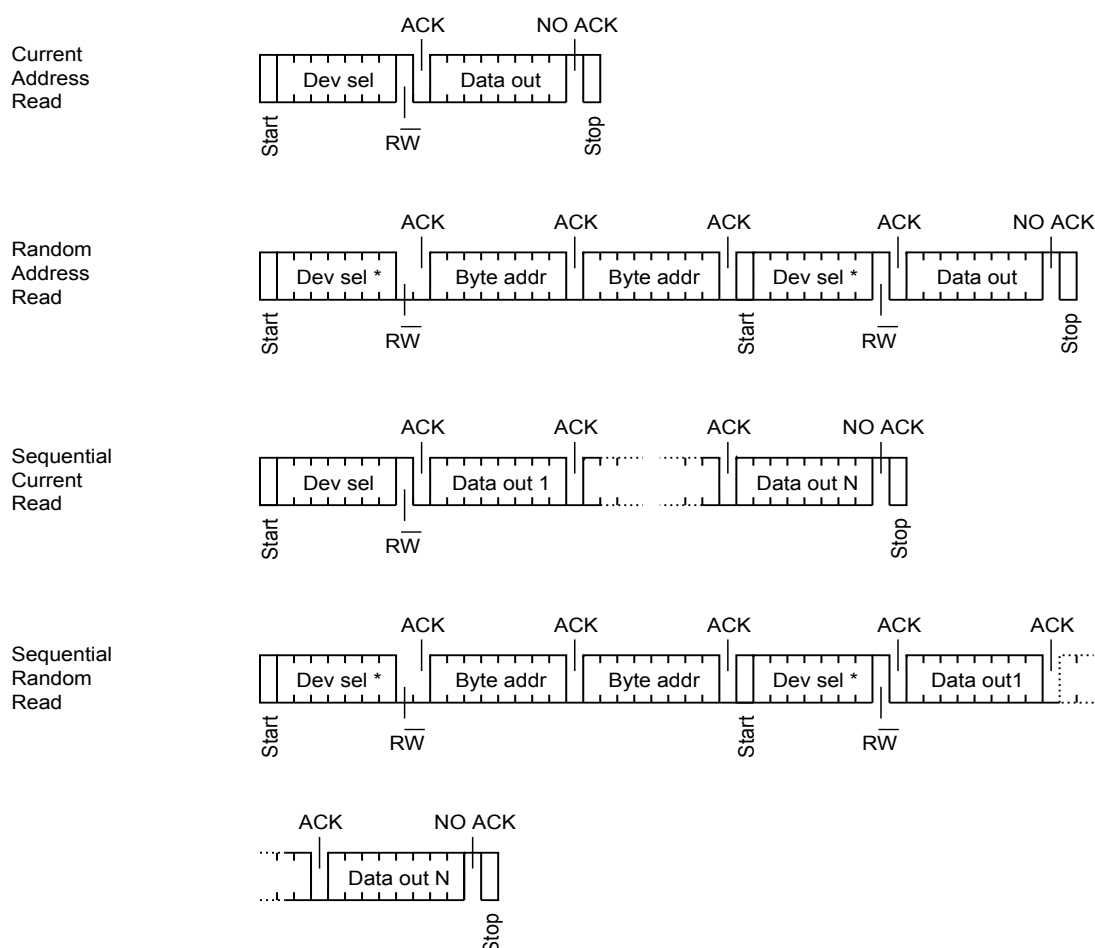 ACK NO ACK
Current
Address
Read
Dev sel Data out
Start RW̅ Stop
ACK ACK ACK ACK NO ACK
Random
Address
Read
Dev sel * Byte addr Byte addr Dev sel * Data out
Start RW̅ Start RW̅ Stop
ACK ACK ACK NO ACK
Sequential
Current
Read
Dev sel Data out 1 Data out N
Start RW̅ Stop
ACK ACK ACK ACK ACK
Sequential
Random
Read
Dev sel * Byte addr Byte addr Dev sel * Data out1
Start RW̅ Start RW̅
ACK NO ACK
Data out N
Stop